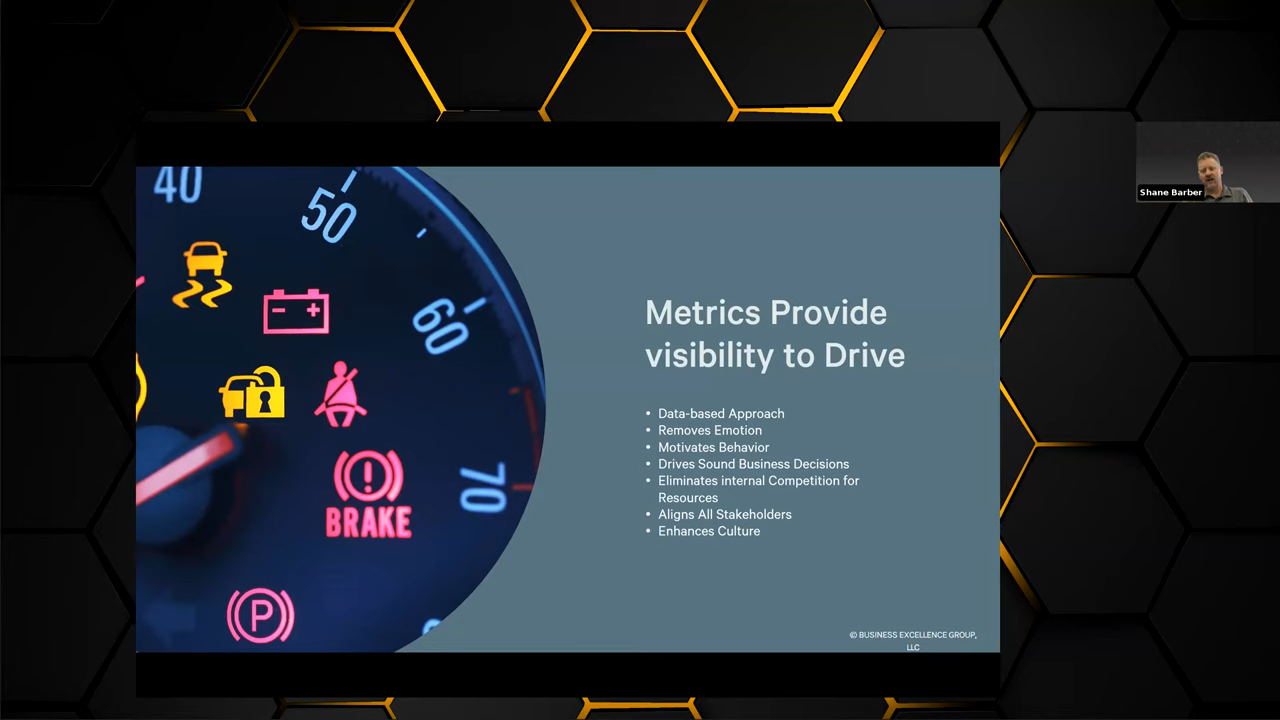 40
50
60
70
BRAKE
P
Metrics Provide
visibility to Drive
• Data-based Approach
• Removes Emotion
• Motivates Behavior
• Drives Sound Business Decisions
• Eliminates internal Competition for
Resources
• Aligns All Stakeholders
• Enhances Culture
© BUSINESS EXCELLENCE GROUP,
LLC
Shane Barber